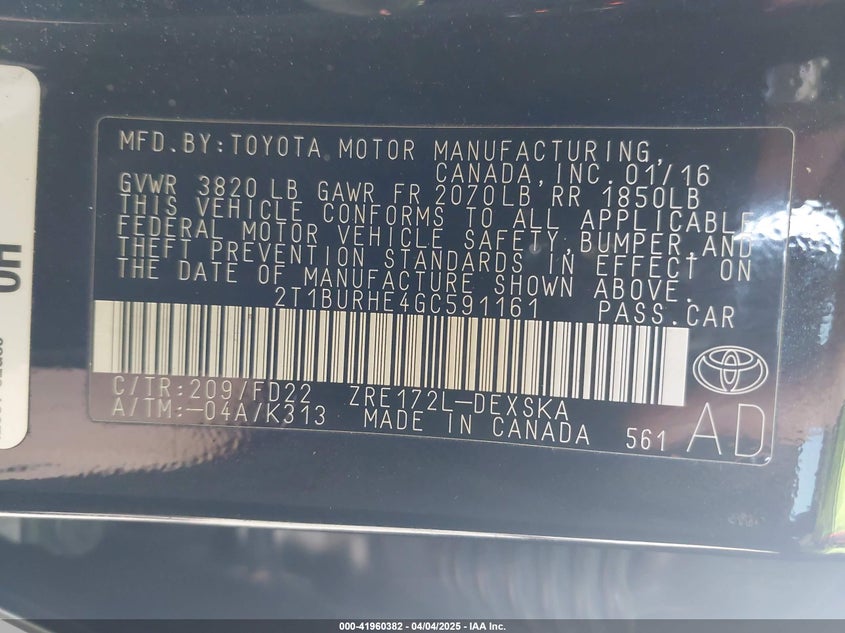 MFD.BY:TOYOTA MOTOR MANUFACTURING,
CANADA,INC. 01/16
GVWR 3820 LB GAWR FR 2070LB RR 1850LB
THIS VEHICLE CONFORMS TO ALL APPLICABLE
FEDERAL MOTOR VEHICLE SAFETY,BUMPER,AND
THEFT PREVENTION STANDARDS IN EFFECT ON
THE DATE OF MANUFACTURE SHOWN ABOVE.
2T1BURHE4GC591161 PASS.CAR
C/TR:209/FD22 ZRE172L-DEXSKA
A/TM:-04A/K313 MADE IN CANADA 561
AD
000-41960382 - 04/04/2025 - IAA Inc.